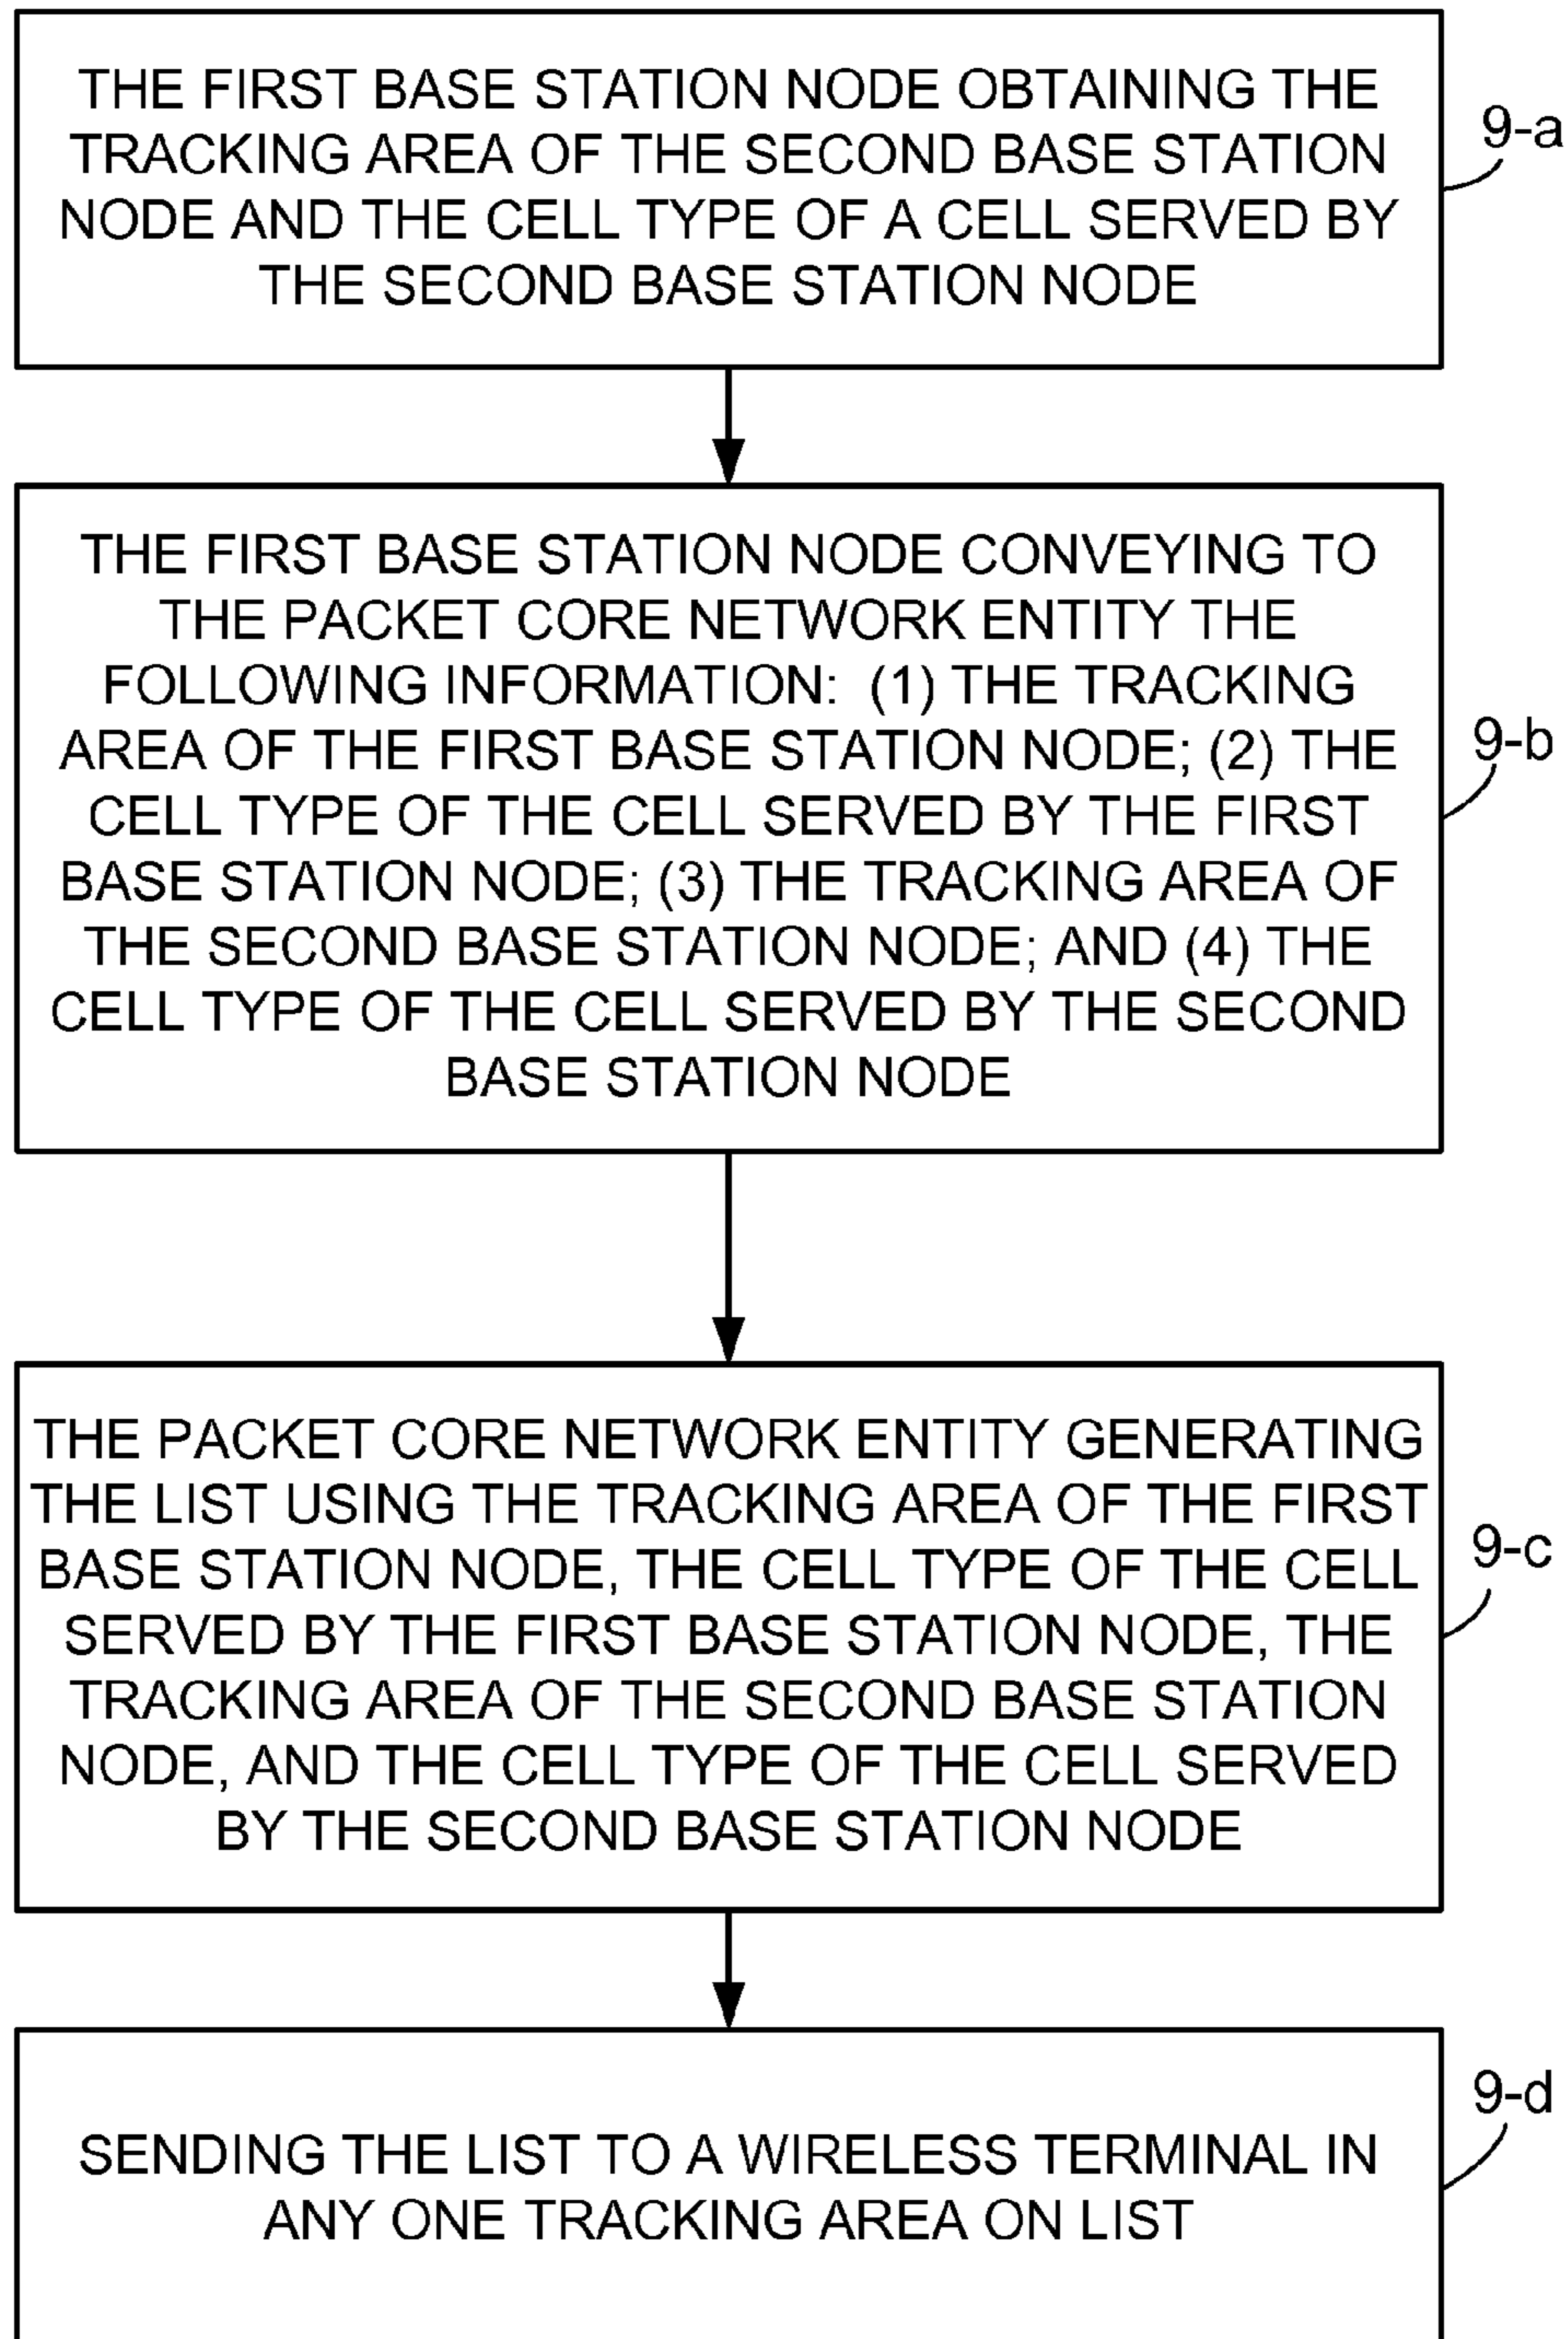 THE FIRST BASE STATION NODE OBTAINING THE
TRACKING AREA OF THE SECOND BASE STATION
NODE AND THE CELL TYPE OF A CELL SERVED BY
THE SECOND BASE STATION NODE
9-a
THE FIRST BASE STATION NODE CONVEYING TO
THE PACKET CORE NETWORK ENTITY THE
FOLLOWING INFORMATION: (1) THE TRACKING
AREA OF THE FIRST BASE STATION NODE; (2) THE
CELL TYPE OF THE CELL SERVED BY THE FIRST
BASE STATION NODE; (3) THE TRACKING AREA OF
THE SECOND BASE STATION NODE; AND (4) THE
CELL TYPE OF THE CELL SERVED BY THE SECOND
BASE STATION NODE
9-b
THE PACKET CORE NETWORK ENTITY GENERATING
THE LIST USING THE TRACKING AREA OF THE FIRST
BASE STATION NODE, THE CELL TYPE OF THE CELL
SERVED BY THE FIRST BASE STATION NODE, THE
TRACKING AREA OF THE SECOND BASE STATION
NODE, AND THE CELL TYPE OF THE CELL SERVED
BY THE SECOND BASE STATION NODE
9-c
SENDING THE LIST TO A WIRELESS TERMINAL IN
ANY ONE TRACKING AREA ON LIST
9-d